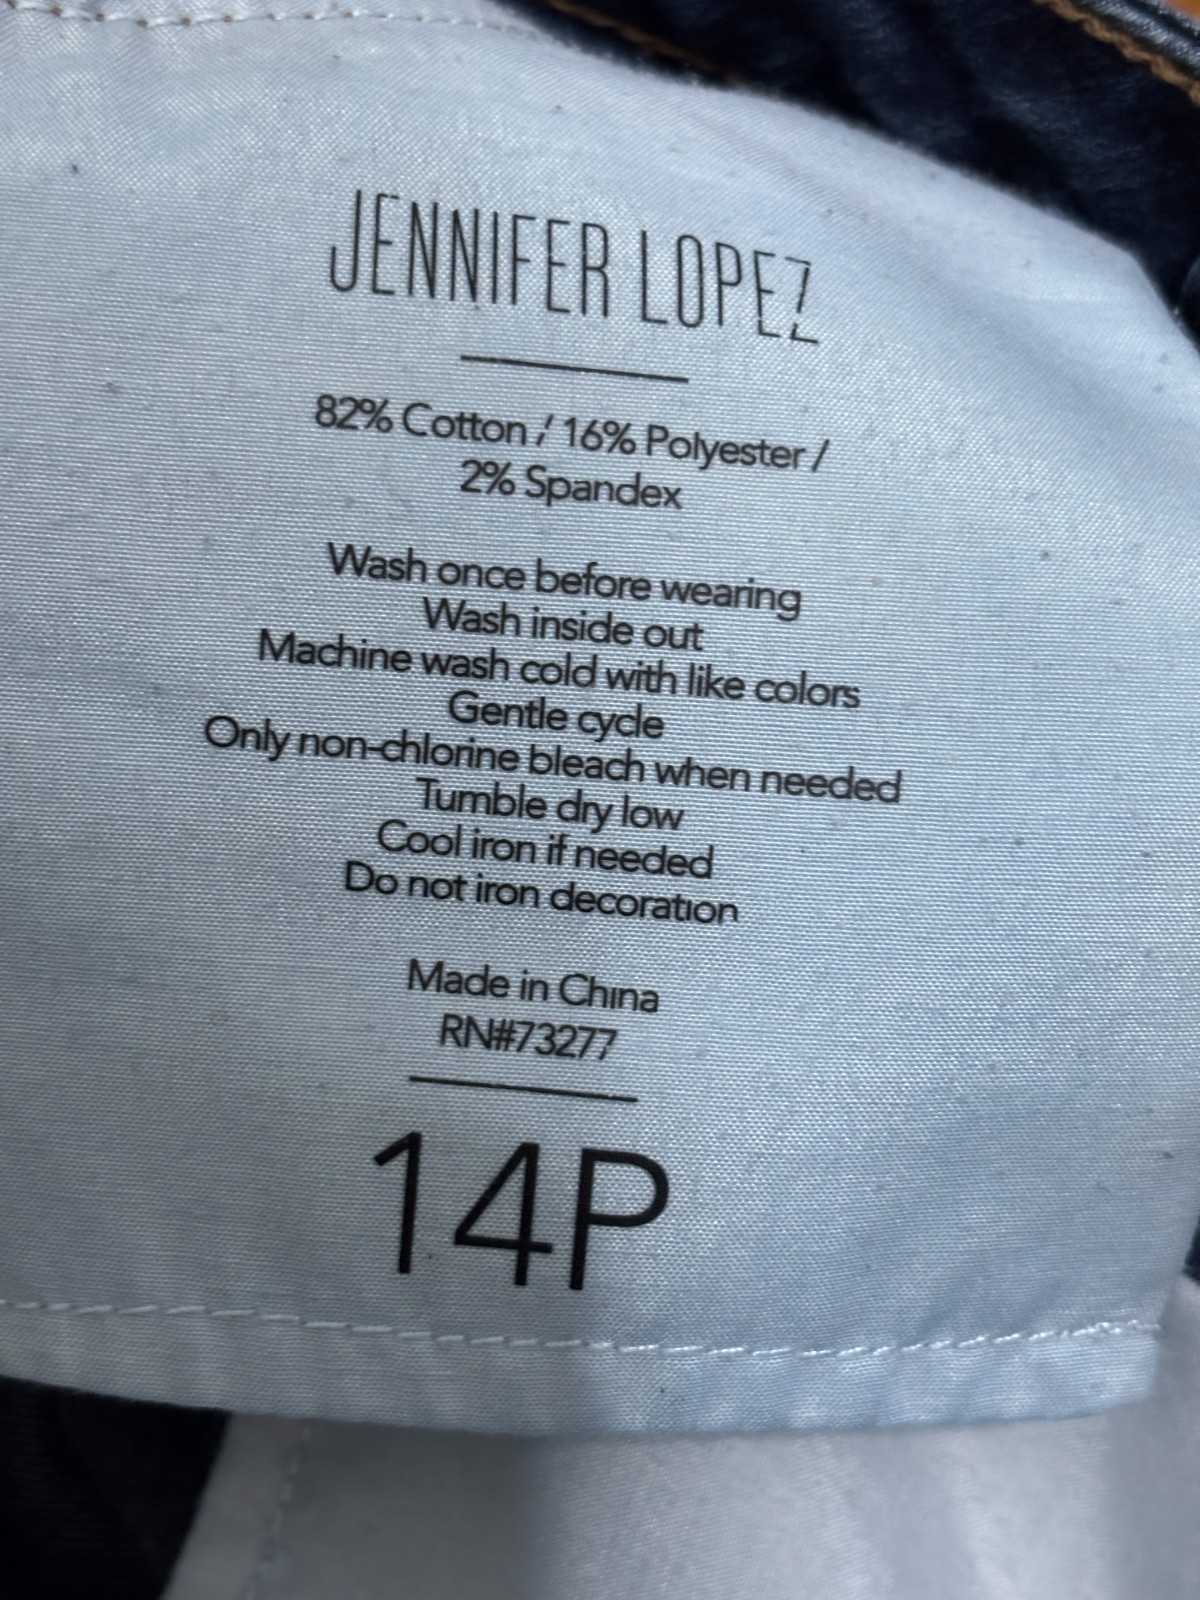 JENNIFER LOPEZ
82% Cotton / 16% Polyester /
2% Spandex
Wash once before wearing
Wash inside out
Machine wash cold with like colors
Gentle cycle
Only non-chlorine bleach when needed
Tumble dry low
Cool iron if needed
Do not iron decoration
Made in China
RN#73277
14P